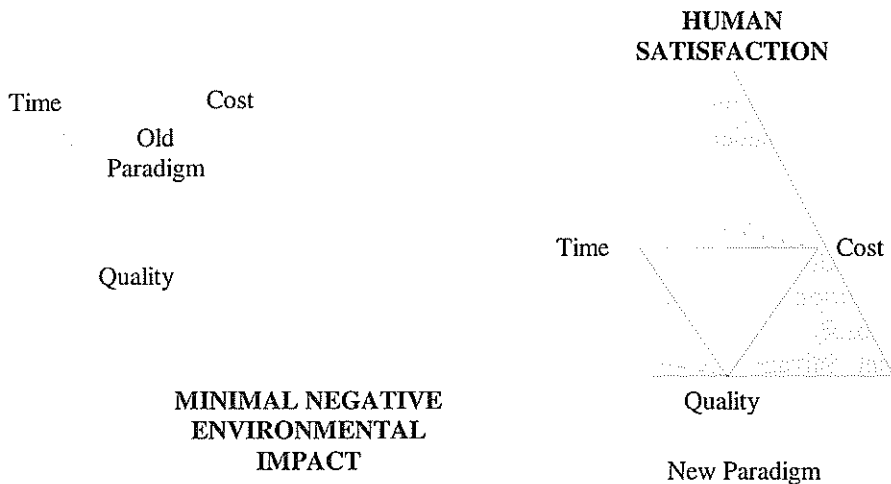 HUMAN
SATISFACTION
Time
Cost
Old
Paradigm
Time
Cost
Quality
MINIMAL NEGATIVE
ENVIRONMENTAL
IMPACT
Quality
New Paradigm